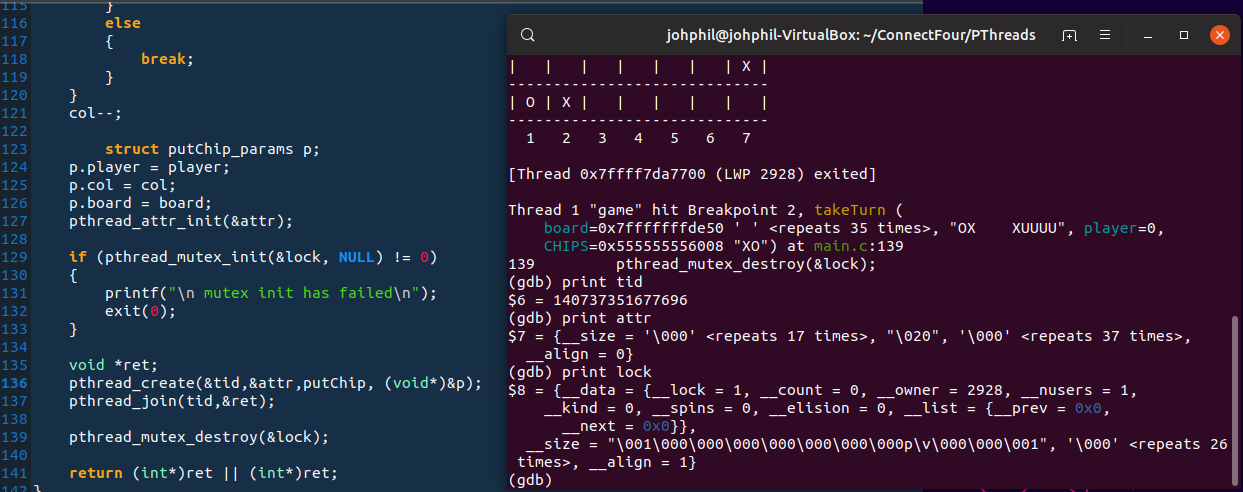 115         }
116         else
117         {
118             break;
119         }
120     }
121     col--;
122
123         struct putChip_params p;
124     p.player = player;
125     p.col = col;
126     p.board = board;
127     pthread_attr_init(&attr);
128
129     if (pthread_mutex_init(&lock, NULL) != 0)
130     {
131         printf("\n mutex init has failed\n");
132         exit(0);
133     }
134
135     void *ret;
136     pthread_create(&tid,&attr,putChip, (void*)&p);
137     pthread_join(tid,&ret);
138
139     pthread_mutex_destroy(&lock);
140
141     return (int*)ret || (int*)ret;
142 }
johphil@johphil-VirtualBox: ~/ConnectFour/PThreads
|   |   |   |   |   |   | X |
-----------------------------
| O | X |   |   |   |   |   |
-----------------------------
  1   2   3   4   5   6   7
[Thread 0x7ffff7da7700 (LWP 2928) exited]
Thread 1 "game" hit Breakpoint 2, takeTurn (
    board=0x7fffffffde50 ' ' <repeats 35 times>, "OX    XUUUU", player=0,
    CHIPS=0x555555556008 "XO") at main.c:139
139         pthread_mutex_destroy(&lock);
(gdb) print tid
$6 = 140737351677696
(gdb) print attr
$7 = {__size = '\000' <repeats 17 times>, "\020", '\000' <repeats 37 times>,
  __align = 0}
(gdb) print lock
$8 = {__data = {__lock = 1, __count = 0, __owner = 2928, __nusers = 1,
    __kind = 0, __spins = 0, __elision = 0, __list = {__prev = 0x0,
      __next = 0x0}},
  __size = "\001\000\000\000\000\000\000\000p\v\000\000\001", '\000' <repeats 26
 times>, __align = 1}
(gdb)